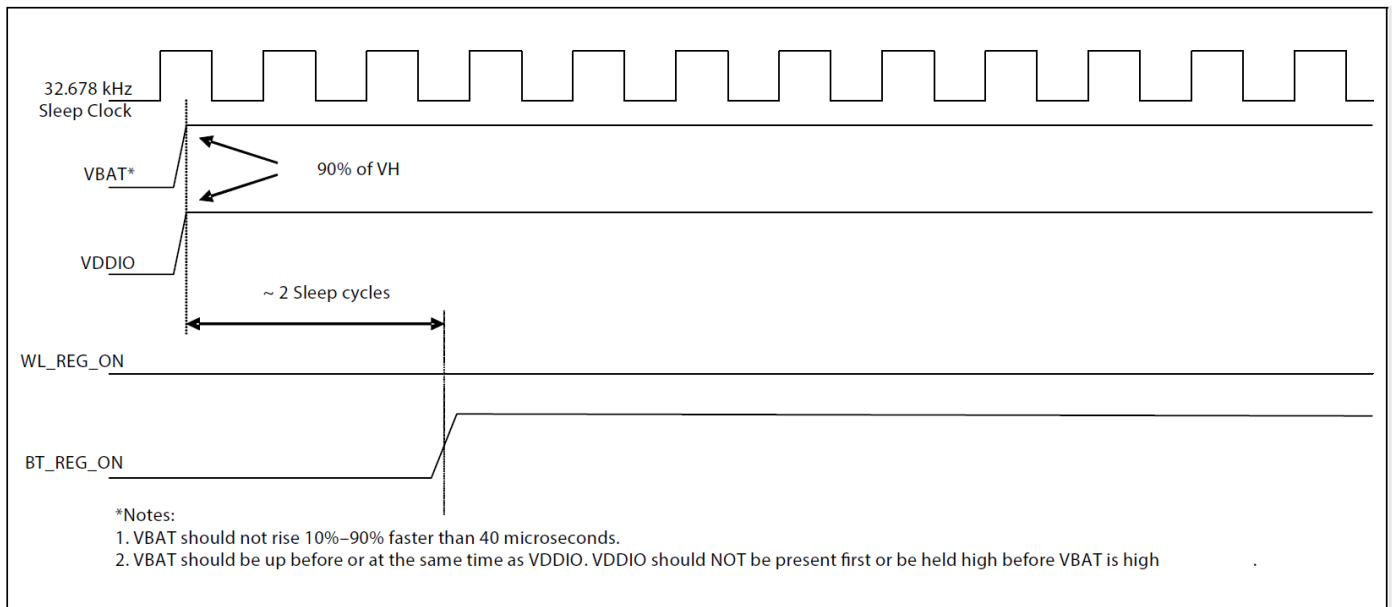 32.678 kHz
Sleep Clock
VBAT*
90% of VH
VDDIO
~ 2 Sleep cycles
WL_REG_ON
BT_REG_ON
*Notes:
1. VBAT should not rise 10%–90% faster than 40 microseconds.
2. VBAT should be up before or at the same time as VDDIO. VDDIO should NOT be present first or be held high before VBAT is high .